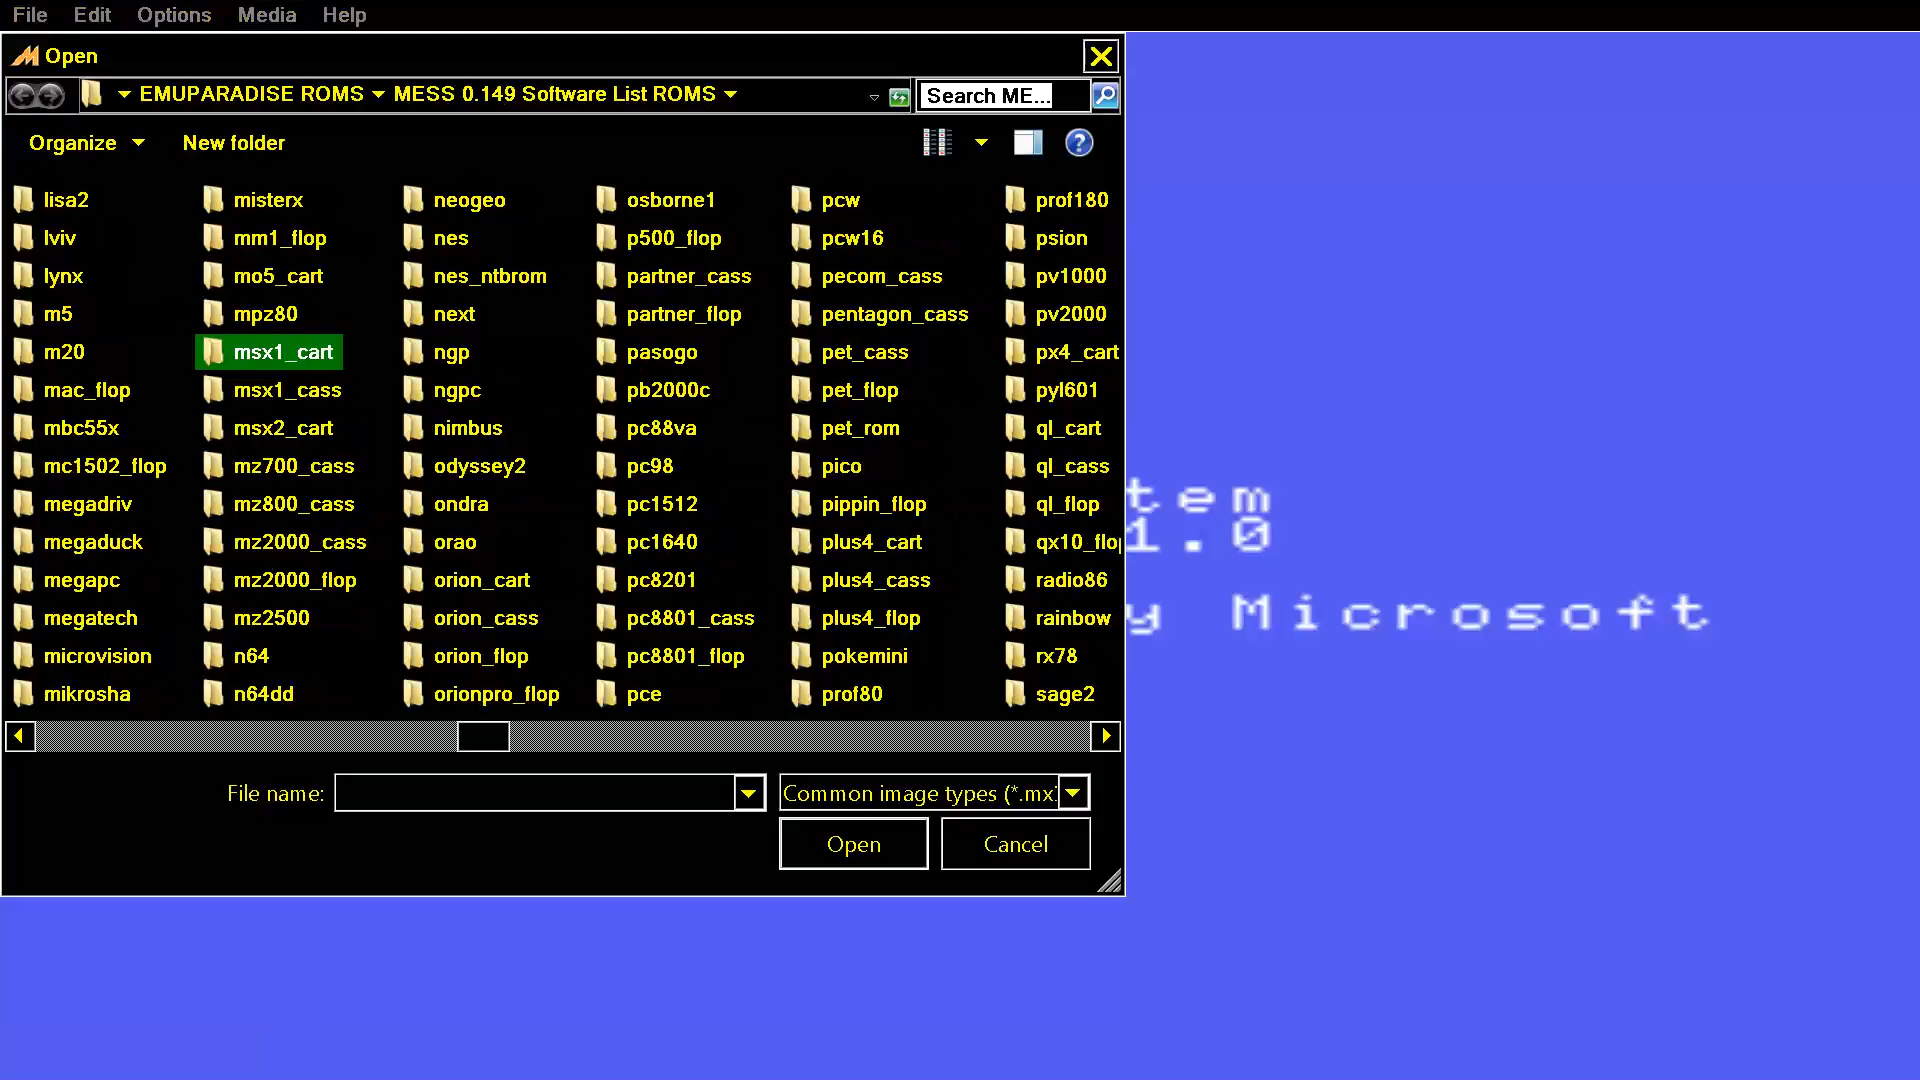 File Edit Options Media Help
Open
EMUPARADISE ROMS MESS 0.149 Software List ROMS Search ME...
Organize New folder
lisa2 misterx neogeo osborne1 pcw prof180
lviv mm1_flop nes p500_flop pcw16 psion
lynx mo5_cart nes_ntbrom partner_cass pecom_cass pv1000
m5 mpz80 next partner_flop pentagon_cass pv2000
m20 msx1_cart ngp pasogo pet_cass px4_cart
mac_flop msx1_cass ngpc pb2000c pet_flop pyl601
mbc55x msx2_cart nimbus pc88va pet_rom ql_cart
mc1502_flop mz700_cass odyssey2 pc98 pico ql_cass
megadriv mz800_cass ondra pc1512 pippin_flop ql_flop
megaduck mz2000_cass orao pc1640 plus4_cart qx10_flo
megapc mz2000_flop orion_cart pc8201 plus4_cass radio86
megatech mz2500 orion_cass pc8801_cass plus4_flop rainbow
microvision n64 orion_flop pc8801_flop pokemini rx78
mikrosha n64dd orionpro_flop pce prof80 sage2
tem
1.0
y Microsoft
File name: Common image types (*.mx
Open Cancel